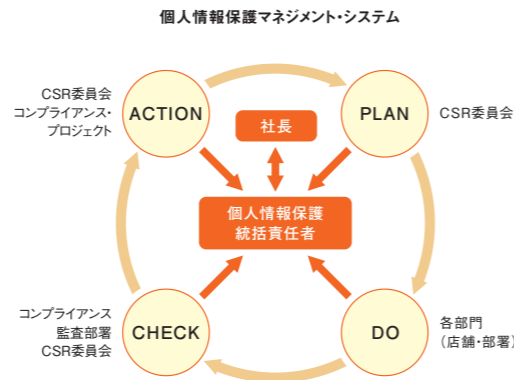 個人情報保護マネジメント・システム
CSR委員会
コンプライアンス・
プロジェクト
ACTION
社長
PLAN
CSR委員会
個人情報保護
統括責任者
コンプライアンス
監査部署
CSR委員会
CHECK
DO
各部門
（店舗・部署）